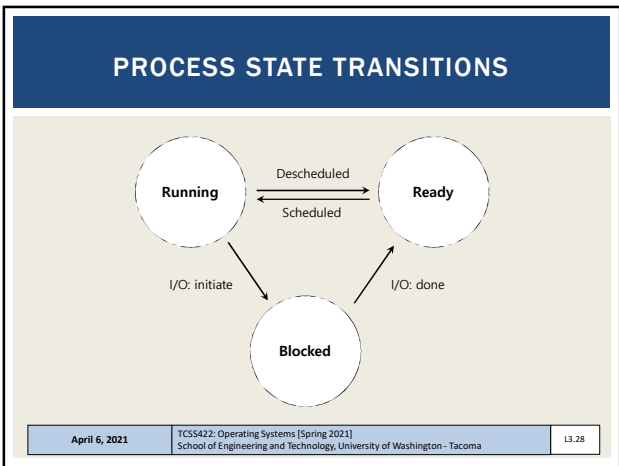 PROCESS STATE TRANSITIONS
Descheduled
Running
Ready
Scheduled
I/O: initiate
I/O: done
Blocked
April 6, 2021
TCSS422: Operating Systems [Spring 2021]
School of Engineering and Technology, University of Washington - Tacoma
L3.28